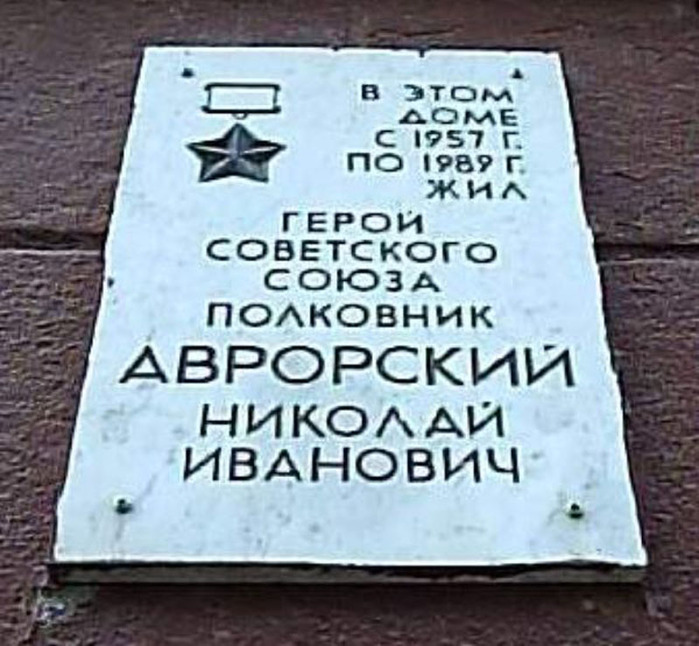 В ЭТОМ
ДОМЕ
С 1957 Г.
ПО 1989 Г.
ЖИЛ
ГЕРОЙ
СОВЕТСКОГО
СОЮЗА
ПОЛКОВНИК
АВРОРСКИЙ
НИКОЛАЙ
ИВАНОВИЧ